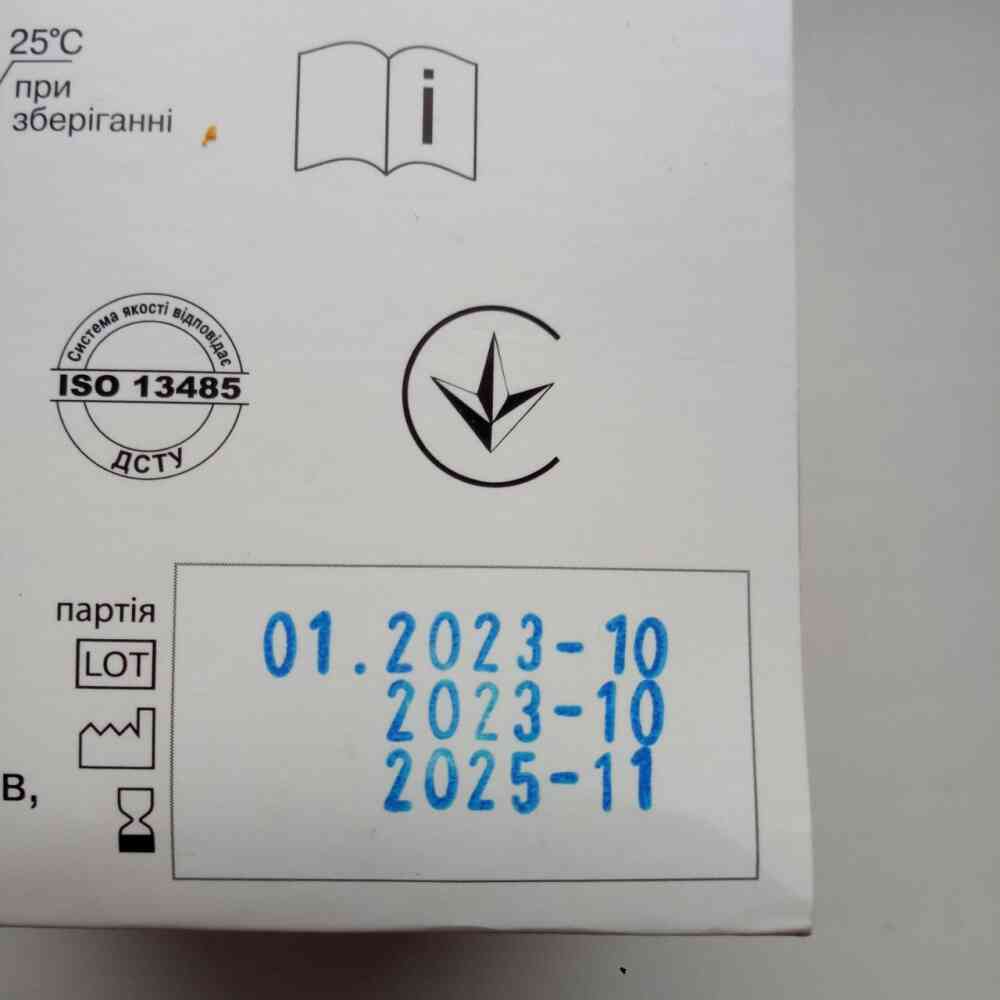 25°C
при
зберіганні
i
Система якості відповідає
ISO 13485
ДСТУ
партія
LOT
01.2023-10
2023-10
2025-11
В,